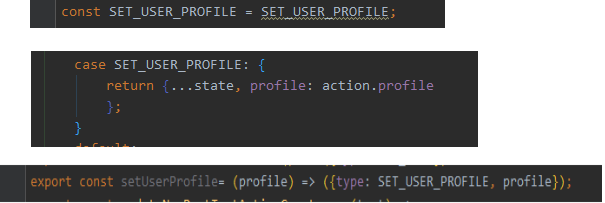 const SET_USER_PROFILE = SET_USER_PROFILE;
case SET_USER_PROFILE: {
return {...state, profile: action.profile
};
}
export const setUserProfile= (profile) => ({type: SET_USER_PROFILE, profile});